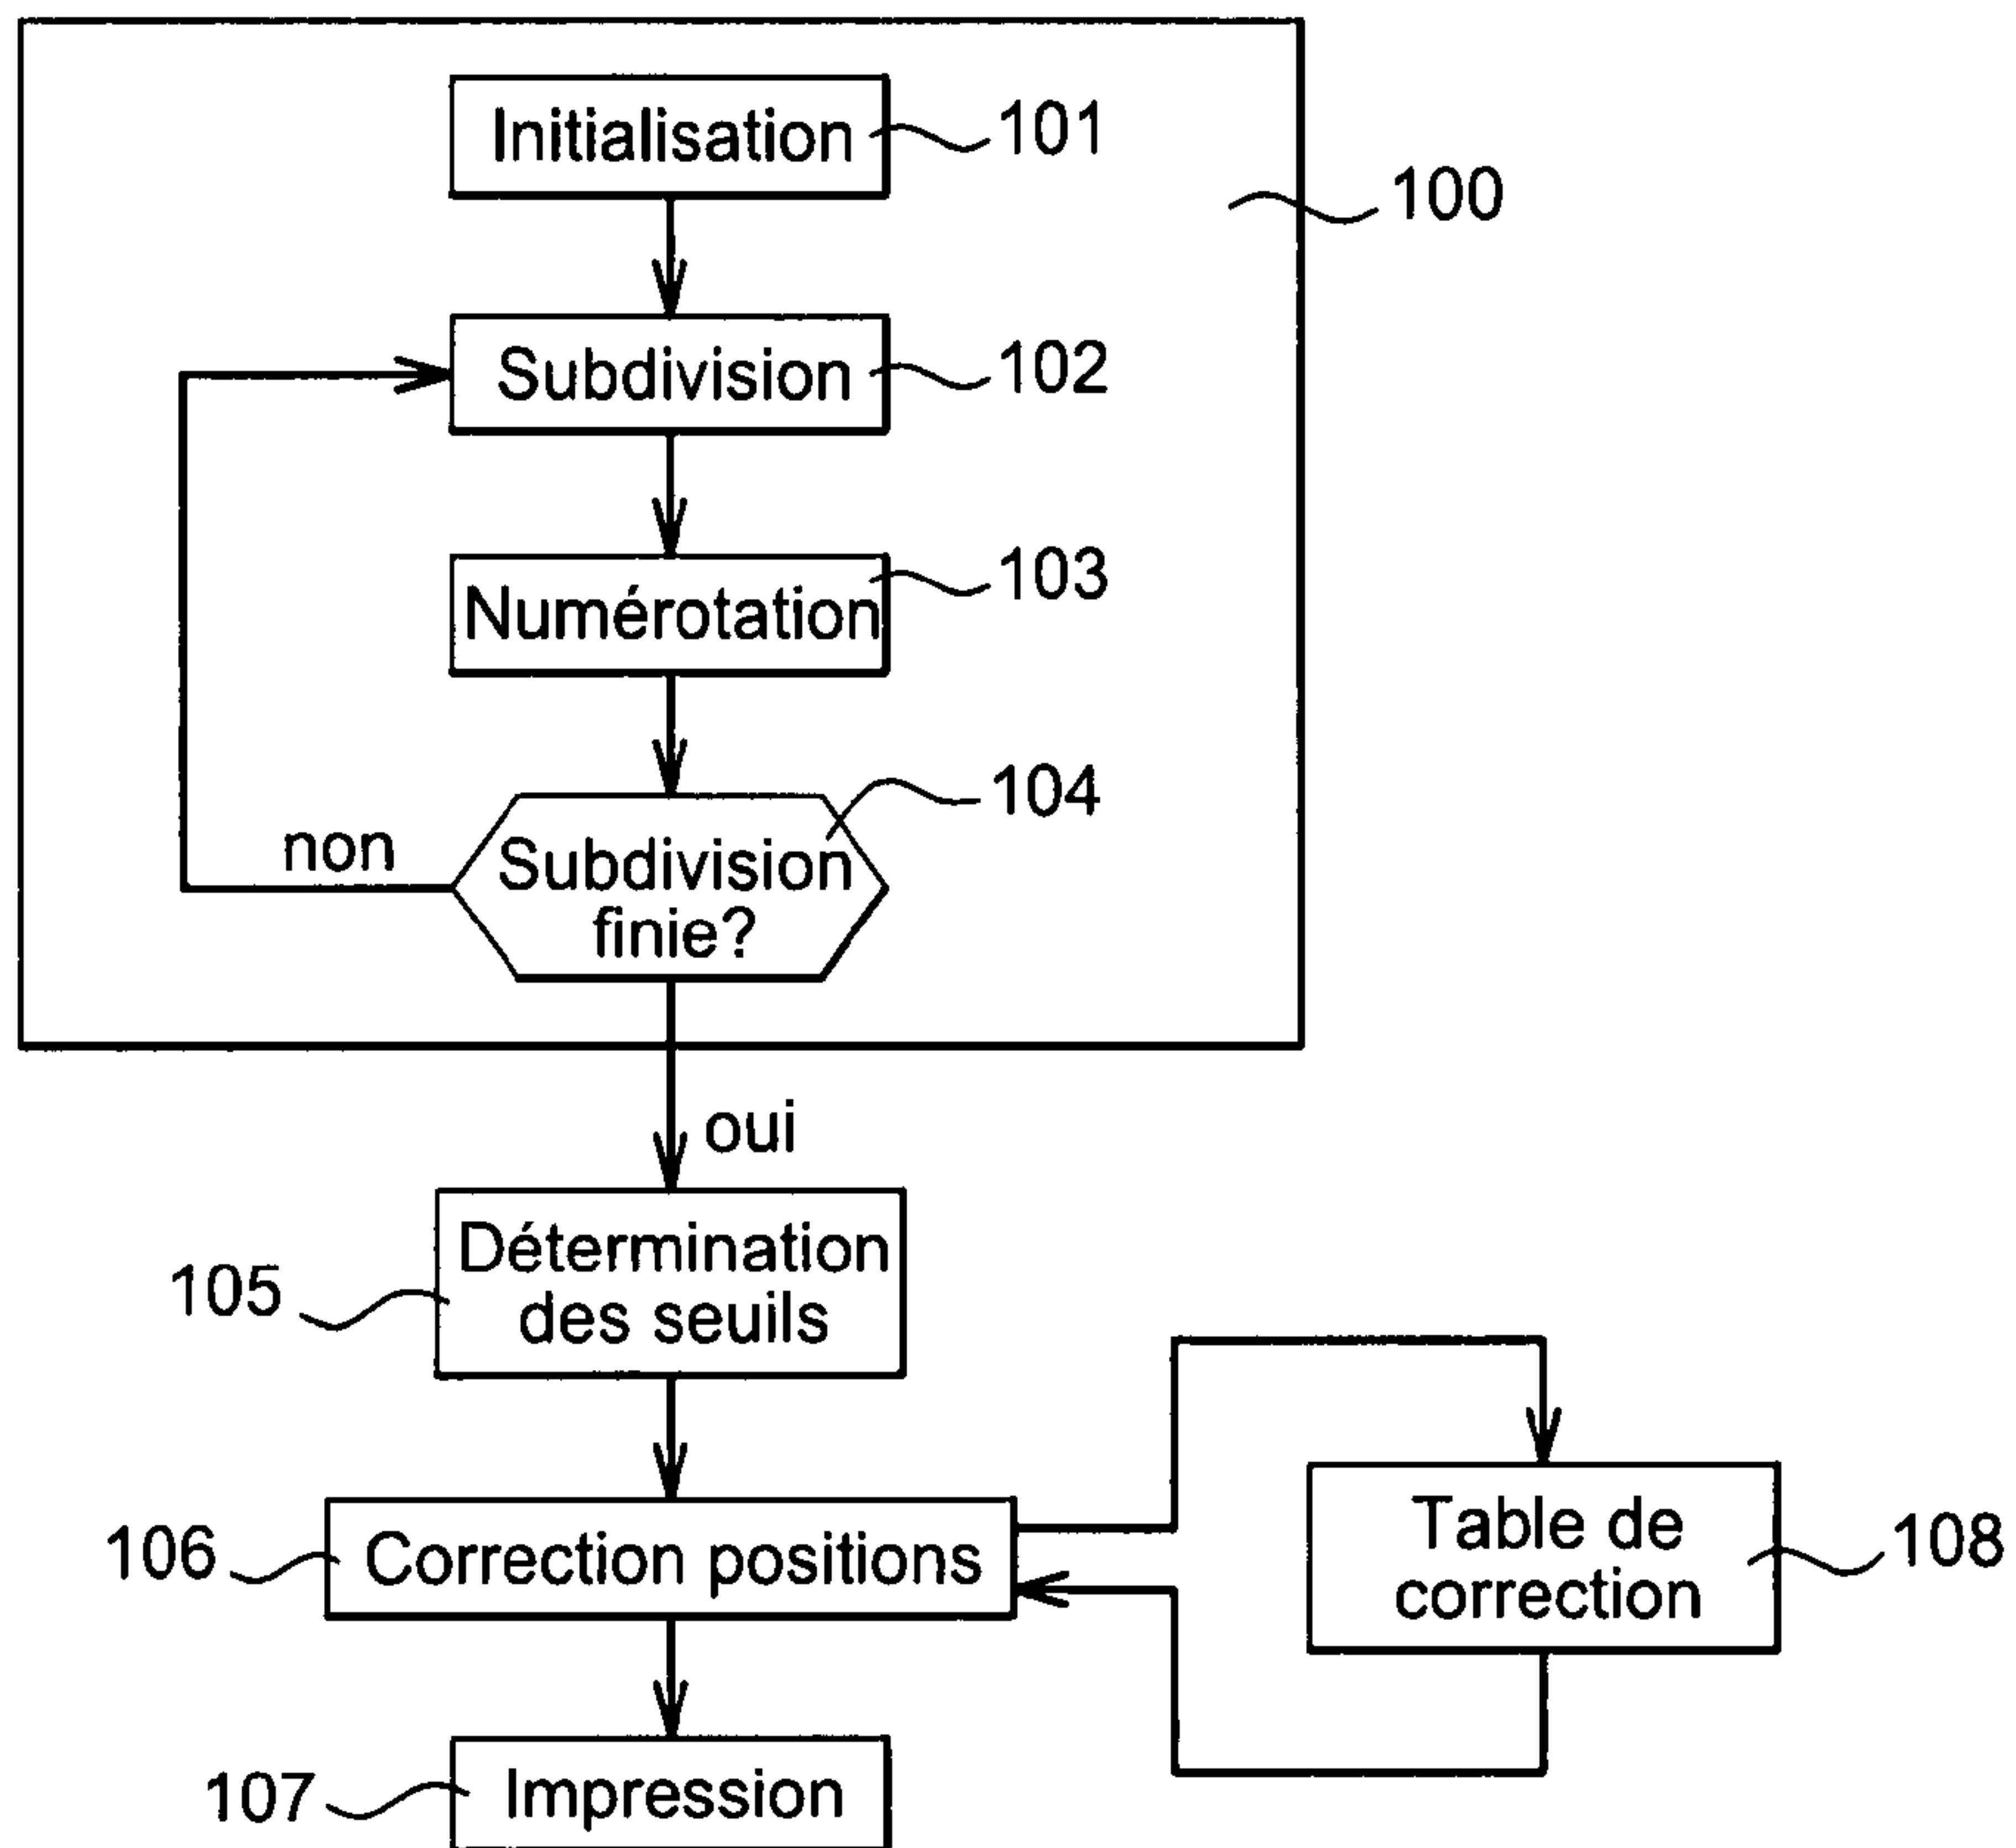 Initialisation
101
100
Subdivision
102
Numérotation
103
104
non
Subdivision
finie?
oui
Détermination
des seuils
105
106
Correction positions
Table de
correction
108
107
Impression